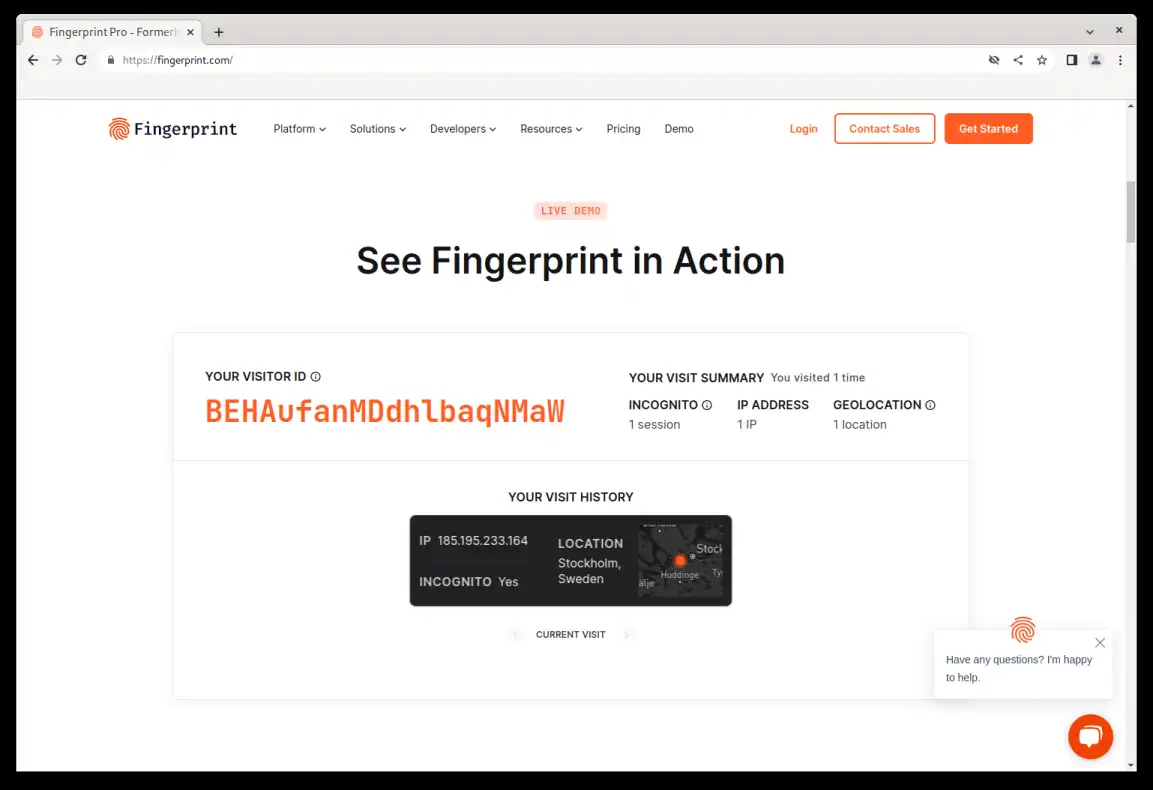 Fingerprint Pro - Former
https://fingerprint.com/
Fingerprint
Platform
Solutions
Developers
Resources
Pricing
Demo
Login
Contact Sales
Get Started
LIVE DEMO
See Fingerprint in Action
YOUR VISITOR ID
BEHAufanMDdhlbaqNMaW
YOUR VISIT SUMMARY You visited 1 time
INCOGNITO
1 session
IP ADDRESS
1 IP
GEOLOCATION
1 location
YOUR VISIT HISTORY
IP 185.195.233.164
INCOGNITO Yes
LOCATION
Stockholm,
Sweden
Stock
Huddinge
Ty
älje
CURRENT VISIT
Have any questions? I'm happy
to help.